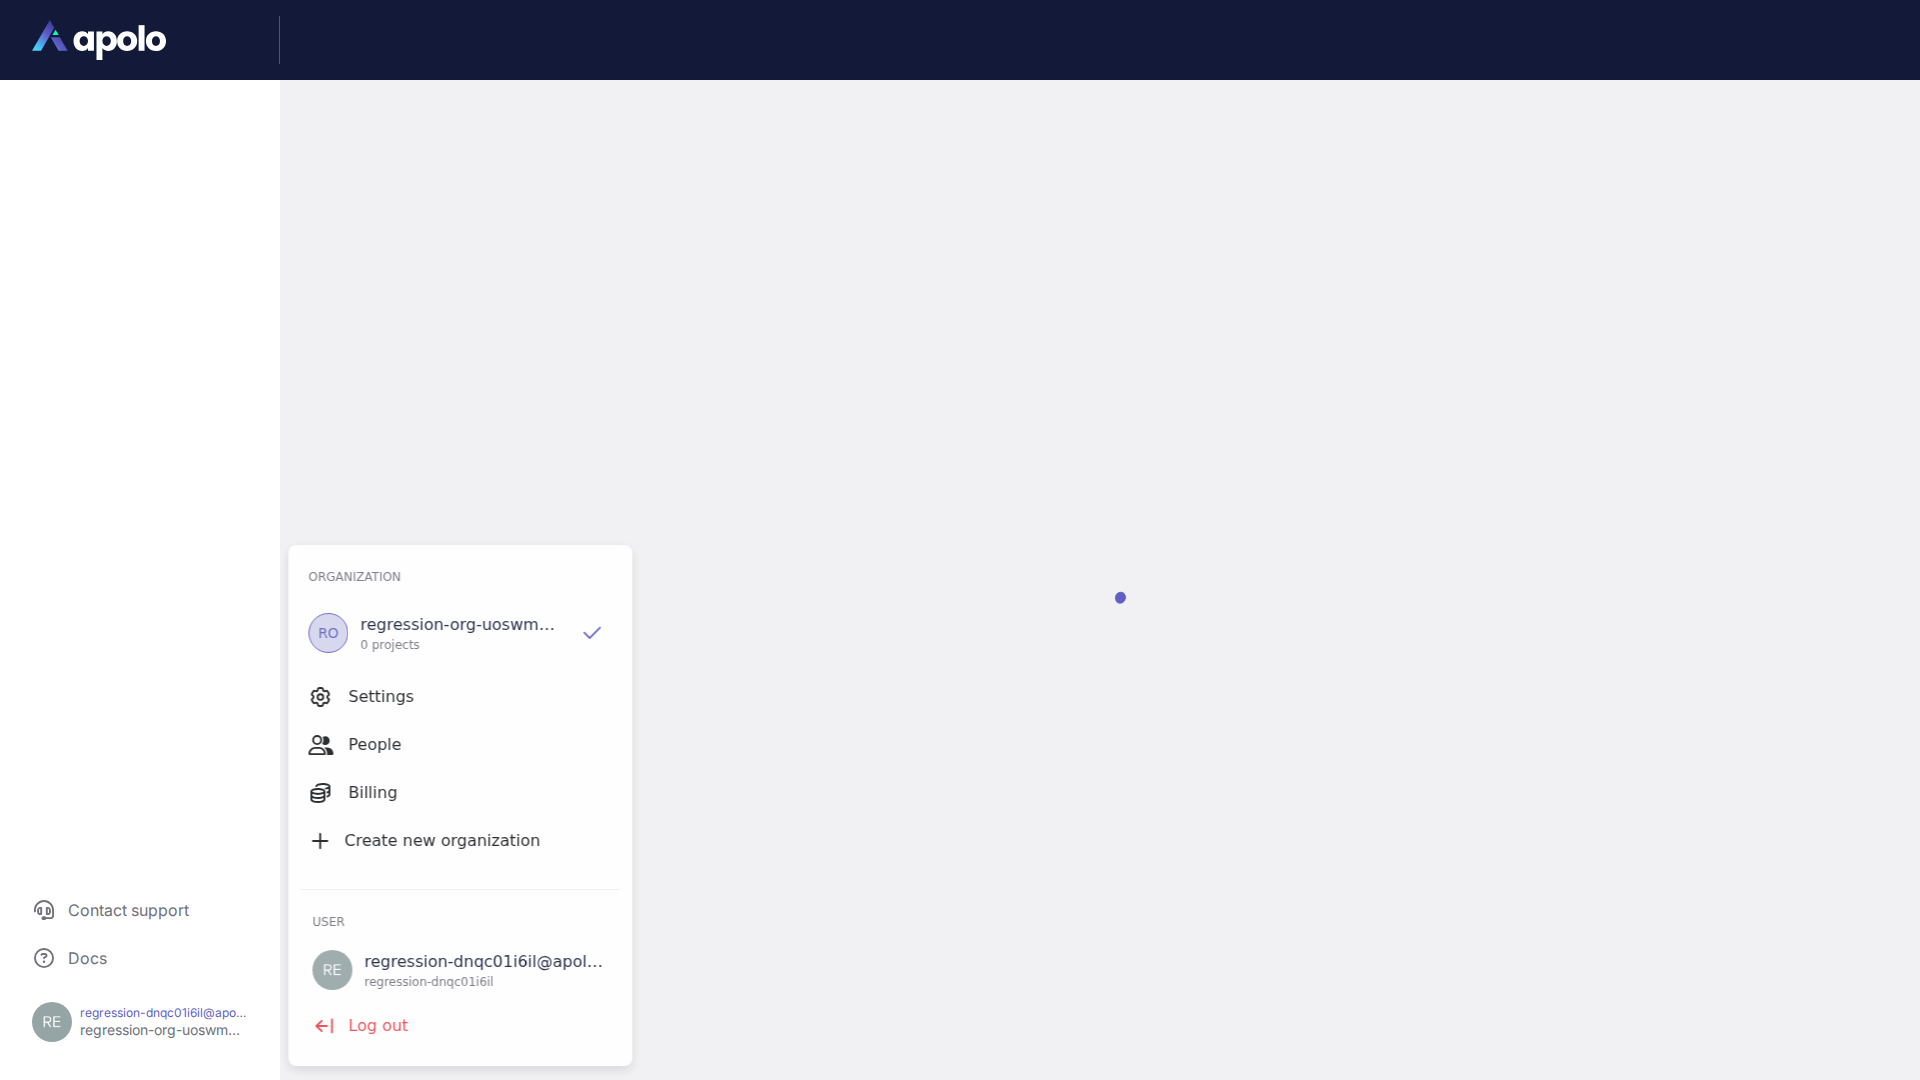 apolo
ORGANIZATION
RO
regression-org-uoswm...
0 projects
Settings
People
Billing
Create new organization
USER
RE
regression-dnqc01i6il@apol...
regression-dnqc01i6il
Log out
Contact support
Docs
RE
regression-dnqc01i6il@apo...
regression-org-uoswm...